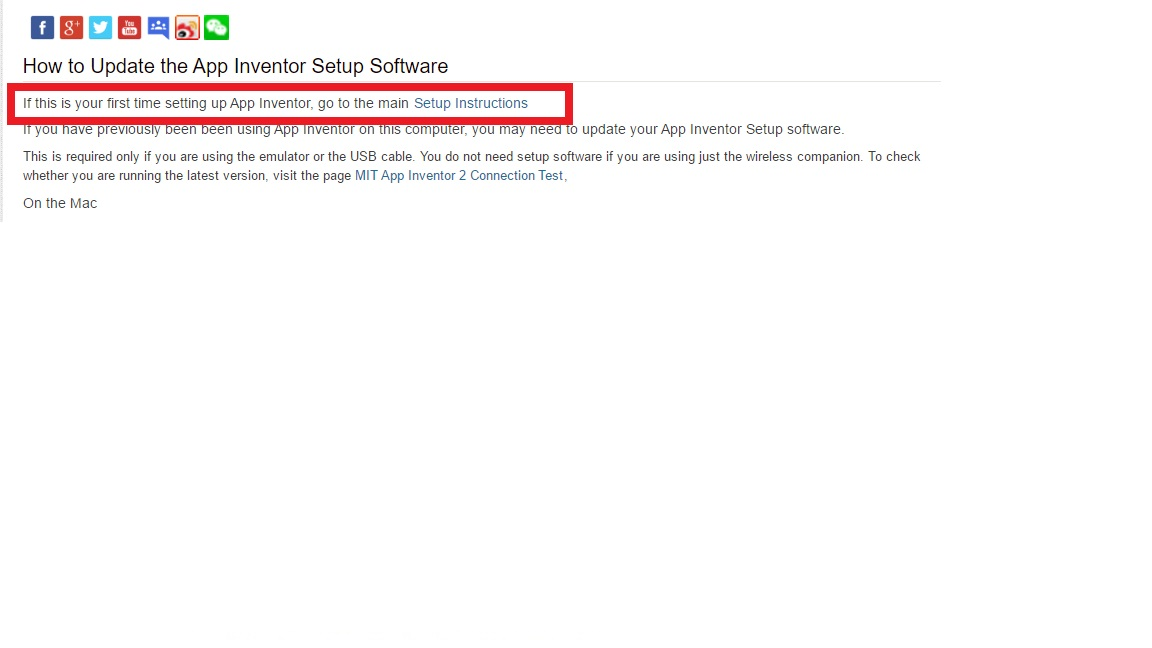 f g+ You Tube
How to Update the App Inventor Setup Software
If this is your first time setting up App Inventor, go to the main Setup Instructions
If you have previously been been using App Inventor on this computer, you may need to update your App Inventor Setup software.
This is required only if you are using the emulator or the USB cable. You do not need setup software if you are using just the wireless companion. To check
whether you are running the latest version, visit the page MIT App Inventor 2 Connection Test,
On the Mac